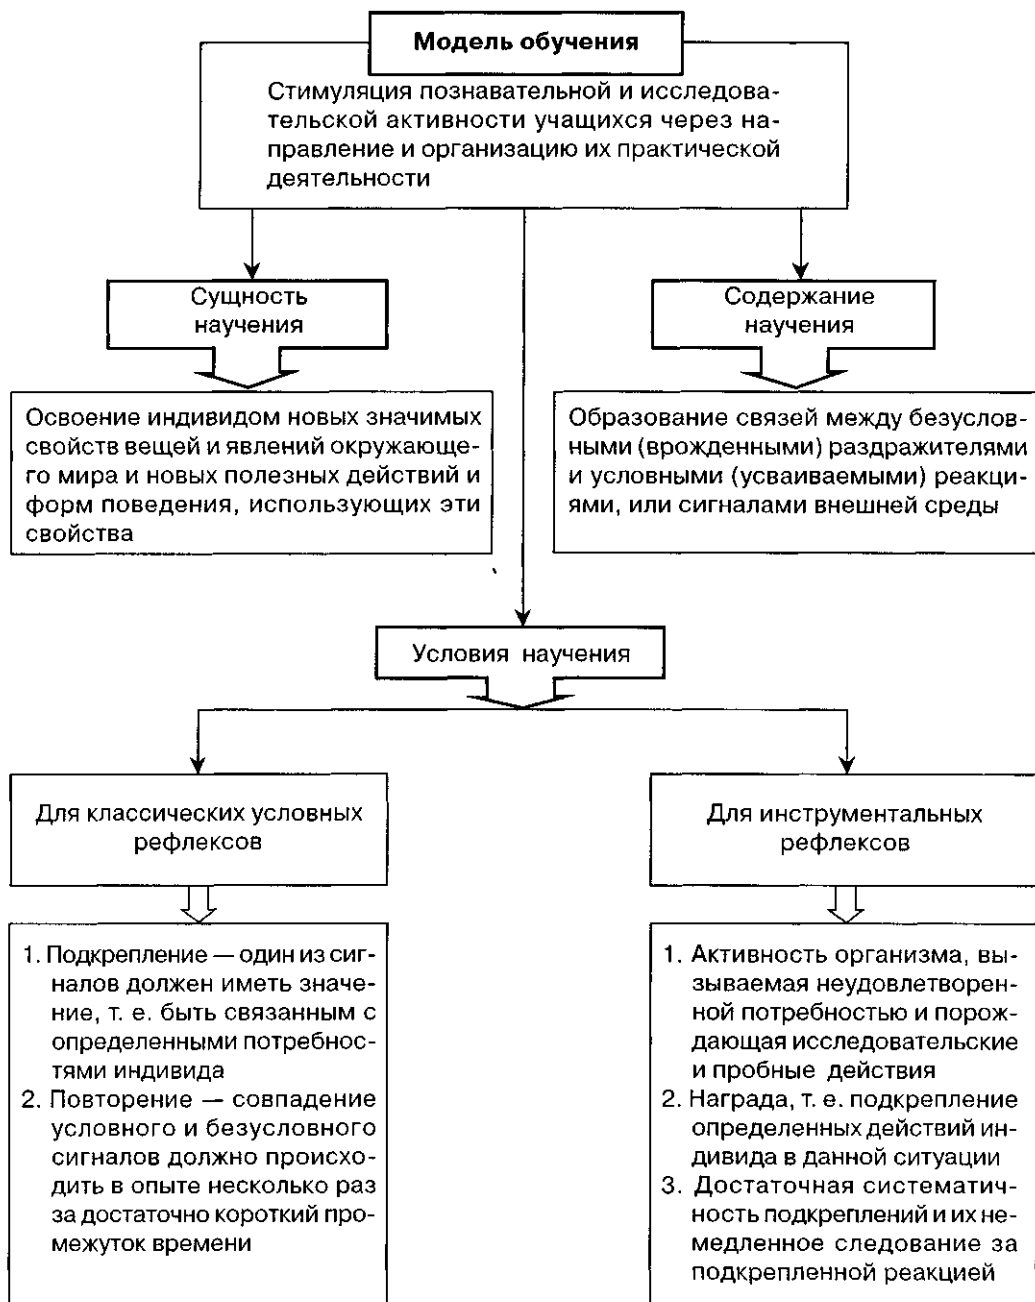 Модель обучения
Стимуляция познавательной и исследова-
тельской активности учащихся через на-
правление и организацию их практической
деятельности
Сущность
научения
Содержание
научения
Освоение индивидом новых значимых
свойств вещей и явлений окружающе-
го мира и новых полезных действий и
форм поведения, использующих эти
свойства
Образование связей между безуслов-
ными (врожденными) раздражителями
и условными (усваиваемыми) реакци-
ями, или сигналами внешней среды
Условия научения
Для классических условных
рефлексов
Для инструментальных
рефлексов
1. Подкрепление — один из сиг-
налов должен иметь значе-
ние, т. е. быть связанным с
определенными потребнос-
тями индивида
2. Повторение — совпадение
условного и безусловного
сигналов должно происхо-
дить в опыте несколько раз
за достаточно короткий про-
межуток времени
1. Активность организма, вы-
зываемая неудовлетворен-
ной потребностью и порож-
дающая исследовательские
и пробные действия
2. Награда, т. е. подкрепление
определенных действий ин-
дивида в данной ситуации
3. Достаточная систематич-
ность подкреплений и их не-
медленное следование за
подкрепленной реакцией